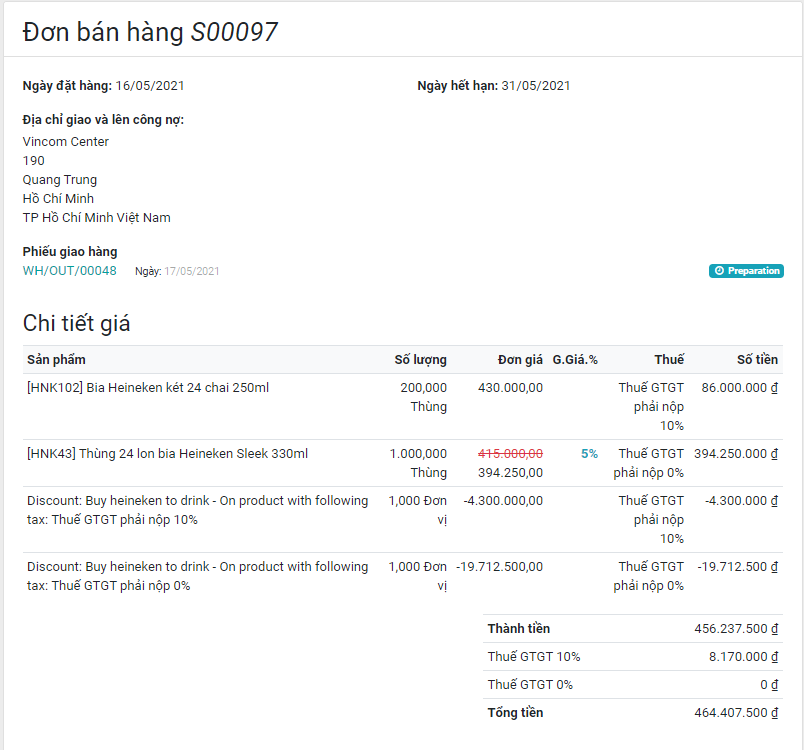 Đơn bán hàng S00097
Ngày đặt hàng: 16/05/2021 Ngày hết hạn: 31/05/2021
Địa chỉ giao và lên công nợ:
Vincom Center
190
Quang Trung
Hồ Chí Minh
TP Hồ Chí Minh Việt Nam
Phiếu giao hàng
WH/OUT/00048 Ngày: 17/05/2021 Preparation
Chi tiết giá
Sản phẩm Số lượng Đơn giá G.Giá.% Thuế Số tiền
[HNK102] Bia Heineken két 24 chai 250ml 200,000 430.000,00 Thuế GTGT 86.000.000 ₫
Thùng phải nộp
10%
[HNK43] Thùng 24 lon bia Heineken Sleek 330ml 1.000,000 415.000,00 5% Thuế GTGT 394.250.000 ₫
Thùng 394.250,00 phải nộp 0%
Discount: Buy heineken to drink - On product with following 1,000 Đơn -4.300.000,00 Thuế GTGT -4.300.000 ₫
tax: Thuế GTGT phải nộp 10% vị phải nộp
10%
Discount: Buy heineken to drink - On product with following 1,000 Đơn -19.712.500,00 Thuế GTGT -19.712.500 ₫
tax: Thuế GTGT phải nộp 0% vị phải nộp 0%
Thành tiền 456.237.500 ₫
Thuế GTGT 10% 8.170.000 ₫
Thuế GTGT 0% 0 ₫
Tổng tiền 464.407.500 ₫